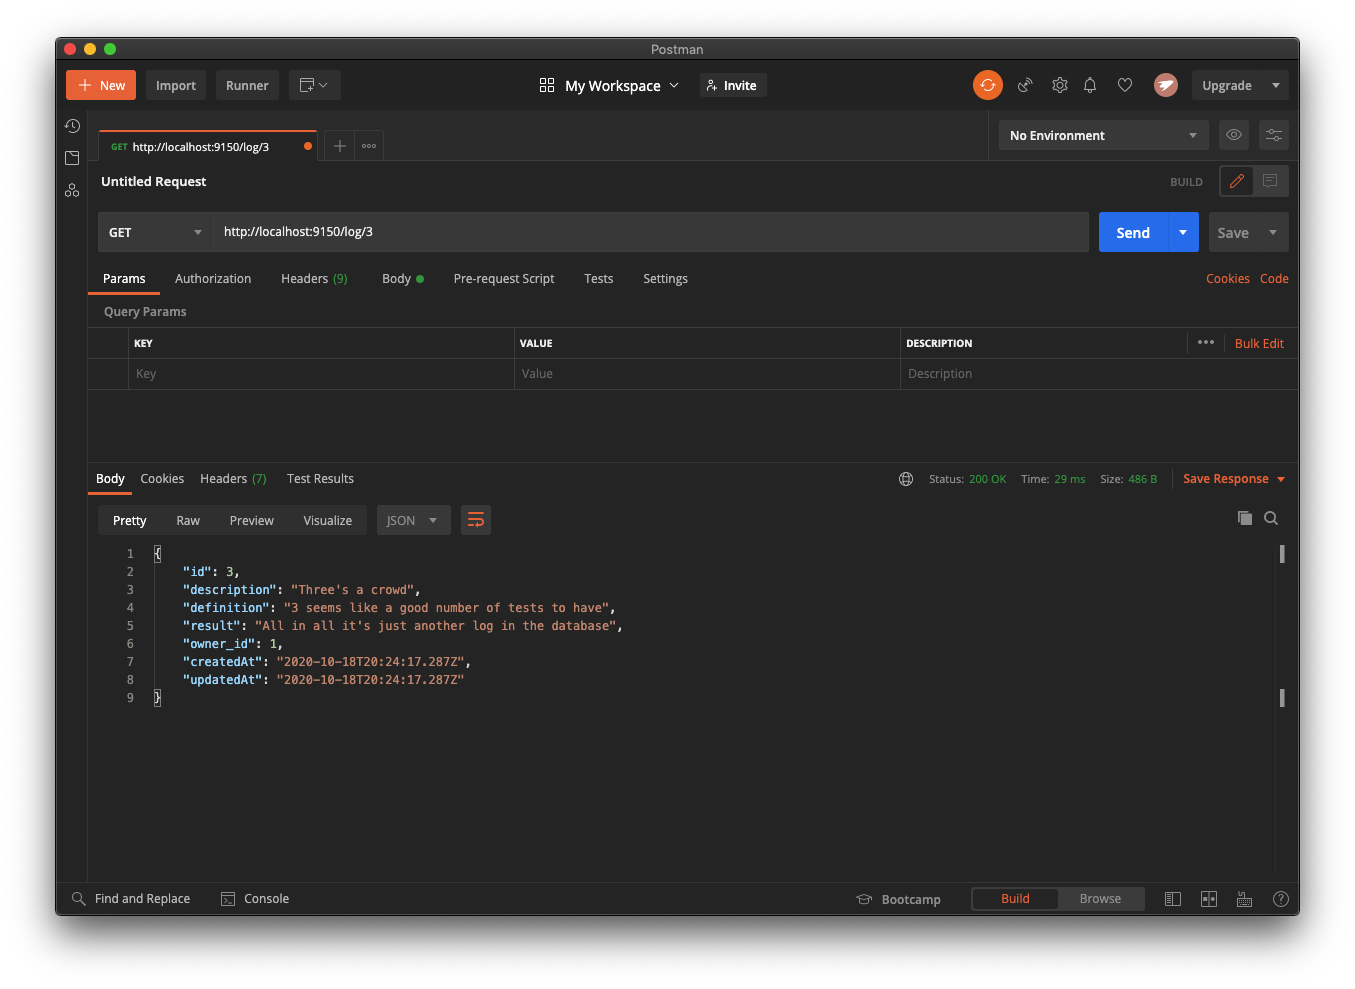 Postman
New Import Runner My Workspace Invite Upgrade
GET http://localhost:9150/log/3 No Environment
Untitled Request BUILD
GET http://localhost:9150/log/3 Send Save
Params Authorization Headers (9) Body Pre-request Script Tests Settings Cookies Code
Query Params
KEY VALUE DESCRIPTION Bulk Edit
Key Value Description
Body Cookies Headers (7) Test Results Status: 200 OK Time: 29 ms Size: 486 B Save Response
Pretty Raw Preview Visualize JSON
1 {
2 "id": 3,
3 "description": "Three's a crowd",
4 "definition": "3 seems like a good number of tests to have",
5 "result": "All in all it's just another log in the database",
6 "owner_id": 1,
7 "createdAt": "2020-10-18T20:24:17.287Z",
8 "updatedAt": "2020-10-18T20:24:17.287Z"
9 }
Find and Replace Console Bootcamp Build Browse